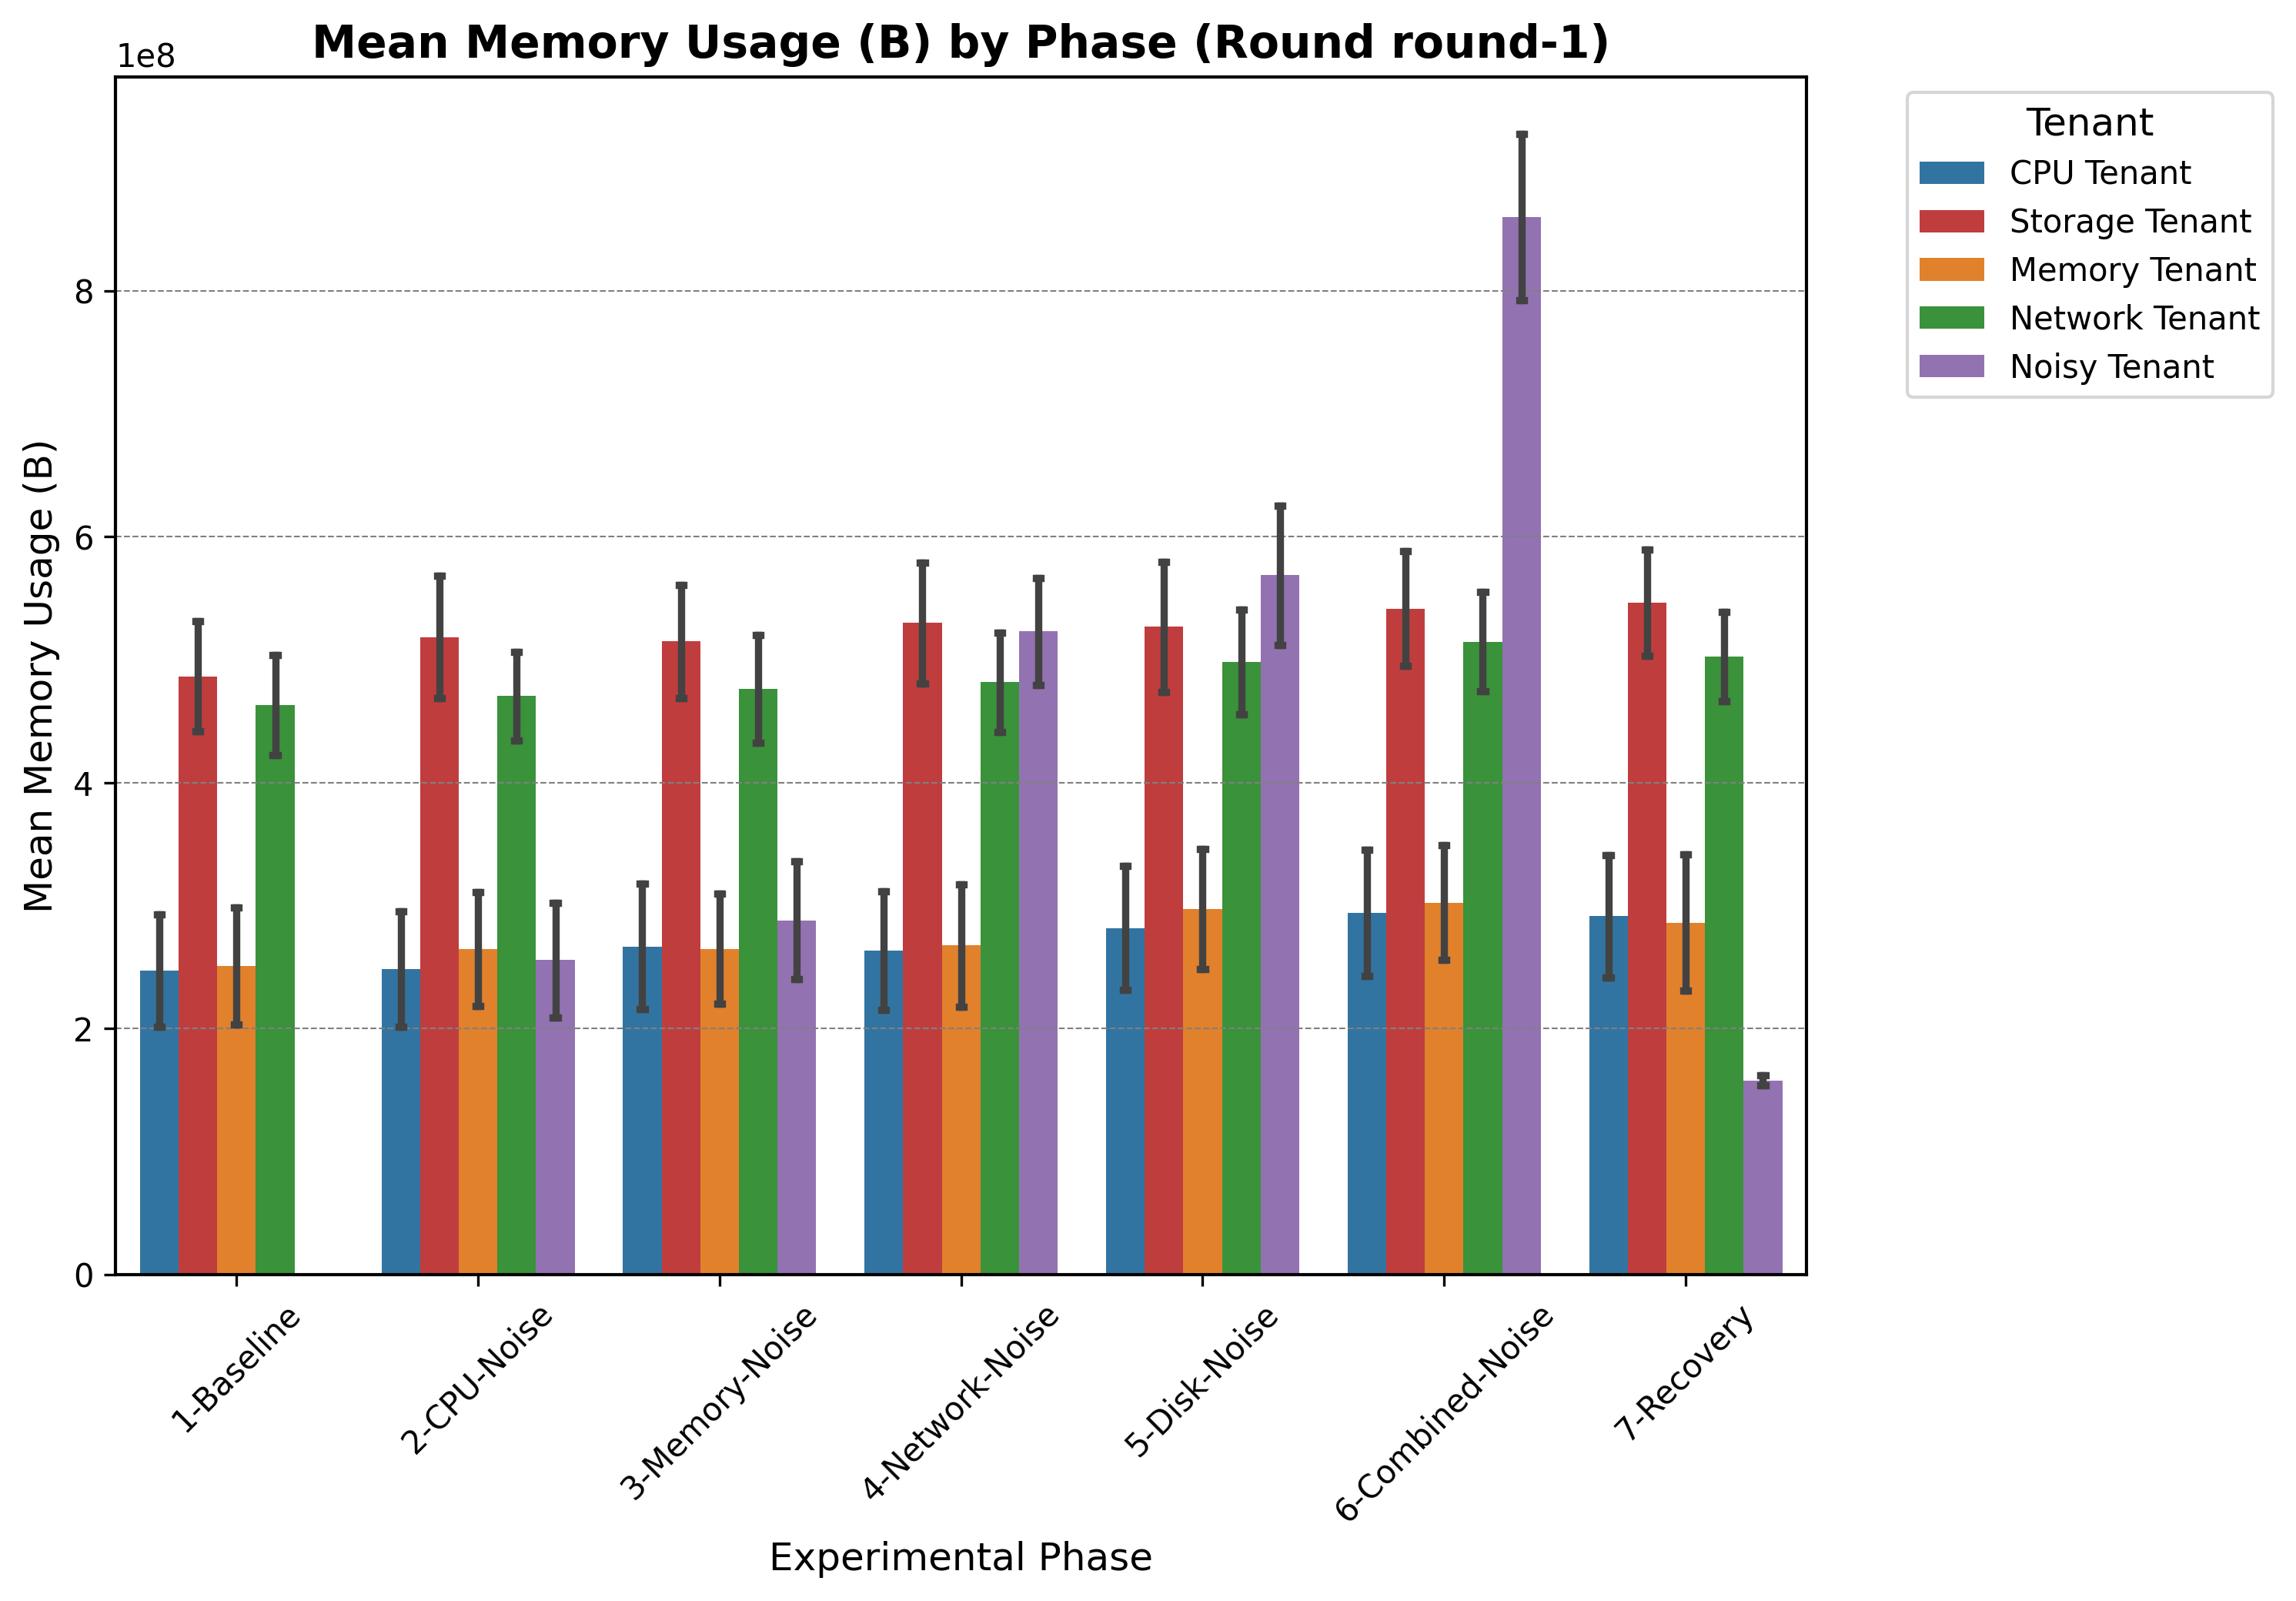 Mean Memory Usage (B) by Phase (Round round-1)
1e8
Mean Memory Usage (B)
8
6
4
2
0
1-Baseline
2-CPU-Noise
3-Memory-Noise
4-Network-Noise
5-Disk-Noise
6-Combined-Noise
7-Recovery
Experimental Phase
Tenant
CPU Tenant
Storage Tenant
Memory Tenant
Network Tenant
Noisy Tenant